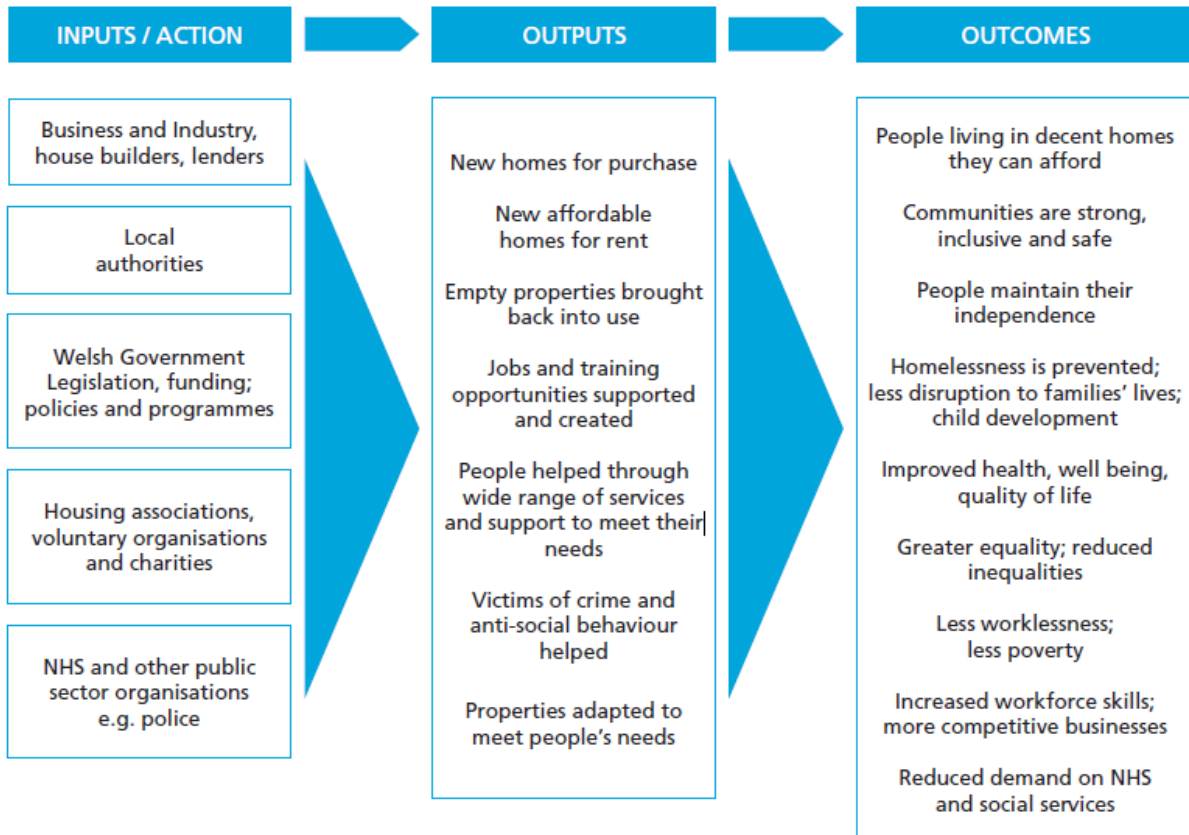 INPUTS / ACTION
OUTPUTS
OUTCOMES
Business and Industry,
house builders, lenders
Local
authorities
Welsh Government
Legislation, funding;
policies and programmes
Housing associations,
voluntary organisations
and charities
NHS and other public
sector organisations
e.g. police
New homes for purchase
New affordable
homes for rent
Empty properties brought
back into use
Jobs and training
opportunities supported
and created
People helped through
wide range of services
and support to meet their
needs
Victims of crime and
anti-social behaviour
helped
Properties adapted to
meet people's needs
People living in decent homes
they can afford
Communities are strong,
inclusive and safe
People maintain their
independence
Homelessness is prevented;
less disruption to families' lives;
child development
Improved health, well being,
quality of life
Greater equality; reduced
inequalities
Less worklessness;
less poverty
Increased workforce skills;
more competitive businesses
Reduced demand on NHS
and social services